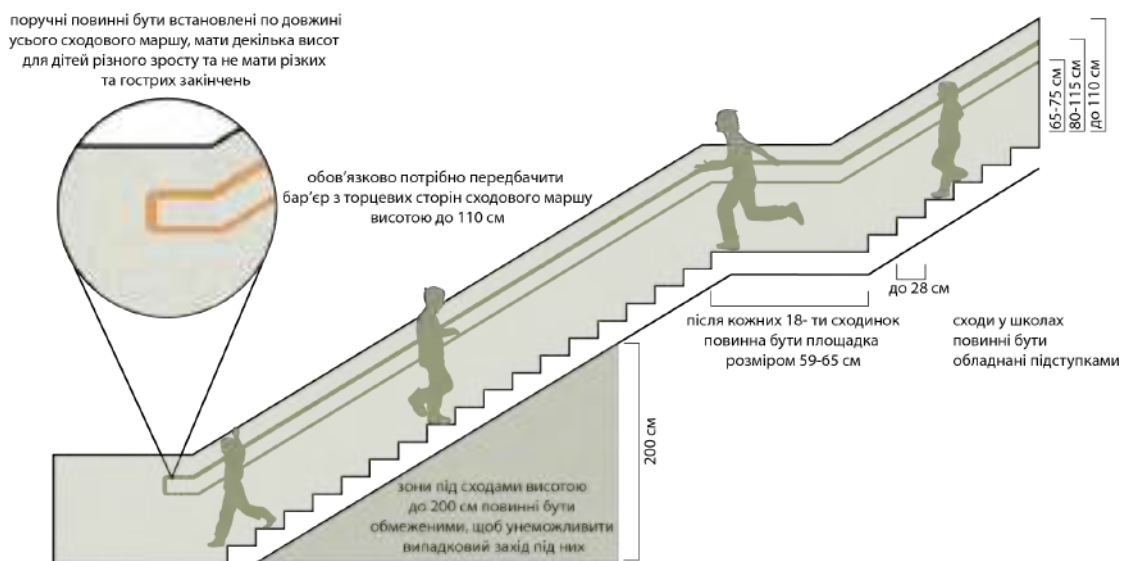 поручні повинні бути встановлені по довжині
усього сходового маршу, мати декілька висот
для дітей різного зросту та не мати різких
та гострих закінчень
обов'язково потрібно передбачити
бар'єр з торцевих сторін сходового маршу
висотою до 110 см
65-75 см
80-115 см
до 110 см
до 28 см
після кожних 18- ти сходинок
повинна бути площадка
розміром 59-65 см
сходи у школах
повинні бути
обладнані підступками
200 см
зони під сходами висотою
до 200 см повинні бути
обмеженими, щоб унеможливити
випадковий захід під них